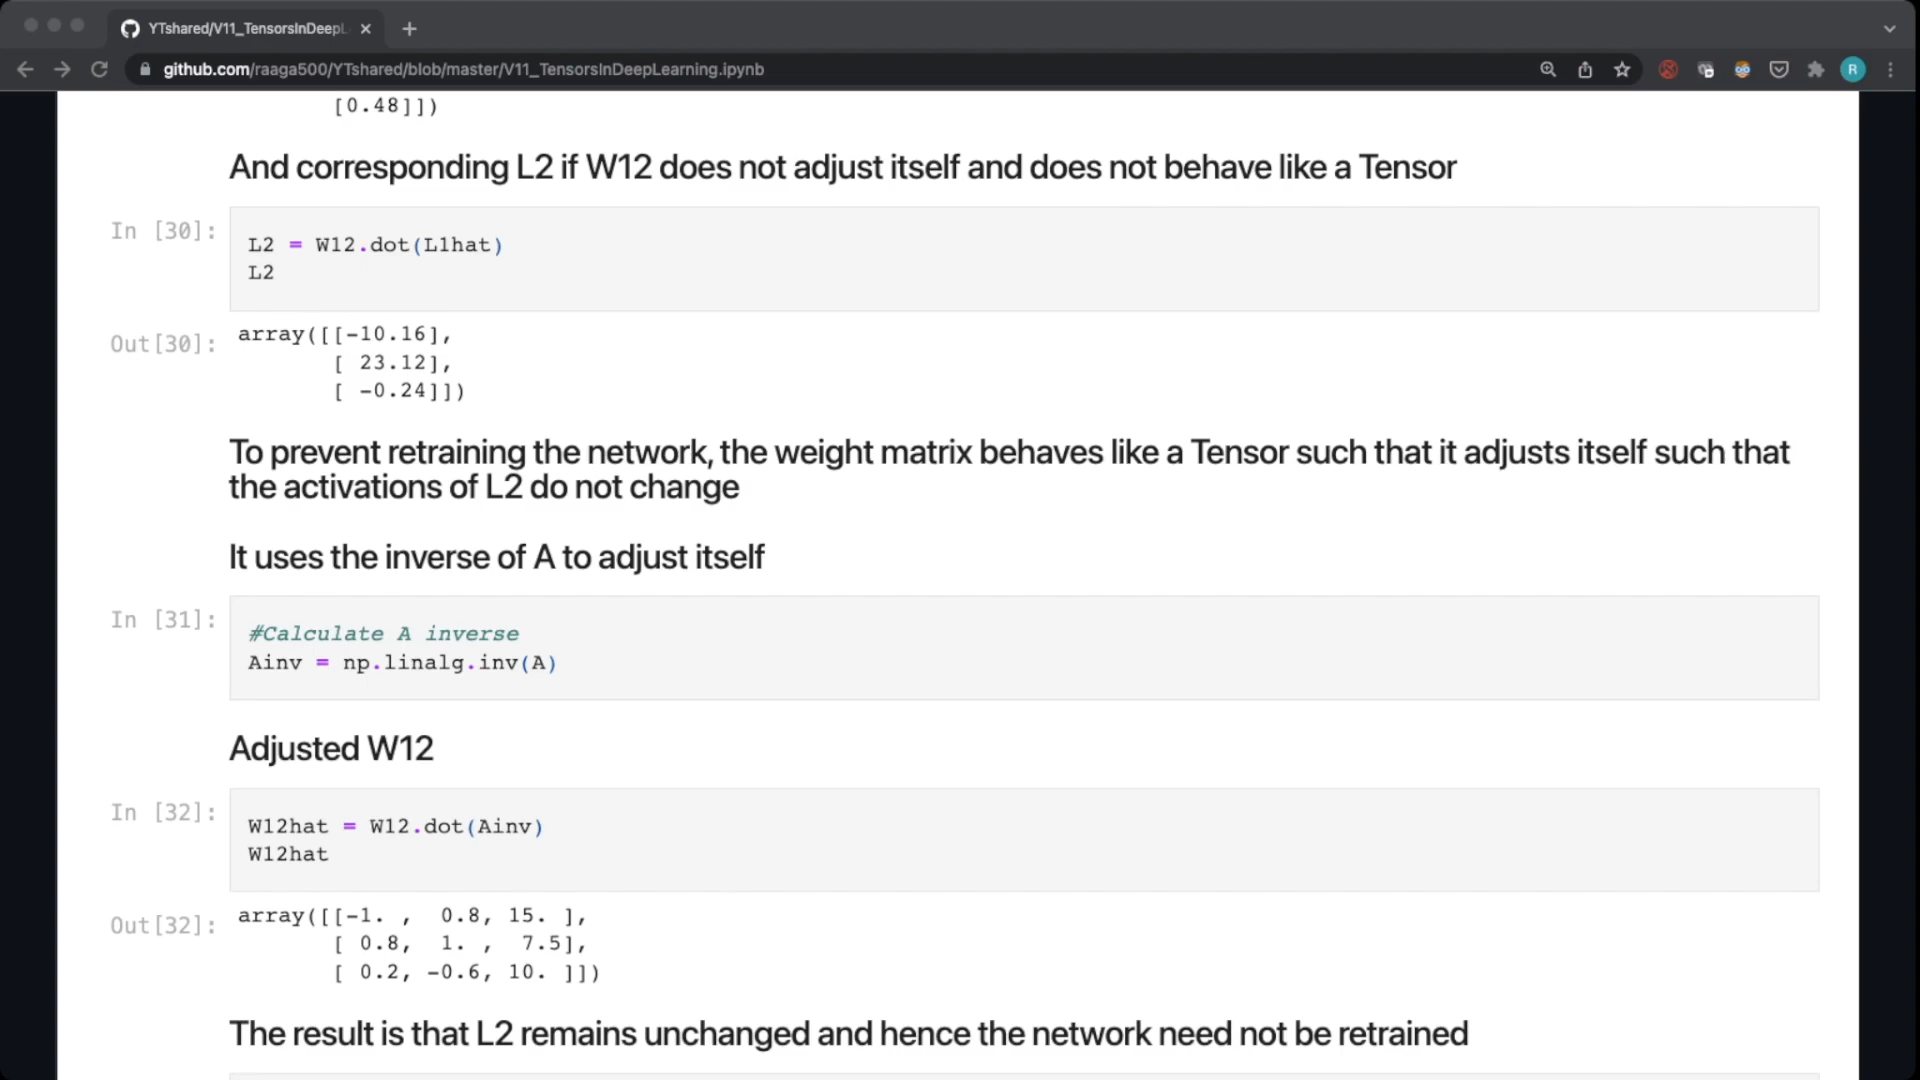 YTshared/V11_TensorsInDeepL
github.com/raaga500/YTshared/blob/master/V11_TensorsInDeepLearning.ipynb
R
[0.48]])
And corresponding L2 if W12 does not adjust itself and does not behave like a Tensor
In [30]:
L2 = W12.dot(L1hat)
L2
Out[30]:
array([[-10.16],
[ 23.12],
[ -0.24]])
To prevent retraining the network, the weight matrix behaves like a Tensor such that it adjusts itself such that
the activations of L2 do not change
It uses the inverse of A to adjust itself
In [31]:
#Calculate A inverse
Ainv = np.linalg.inv(A)
Adjusted W12
In [32]:
W12hat = W12.dot(Ainv)
W12hat
Out[32]:
array([[-1. ,  0.8, 15. ],
[ 0.8,  1. ,  7.5],
[ 0.2, -0.6, 10. ]])
The result is that L2 remains unchanged and hence the network need not be retrained